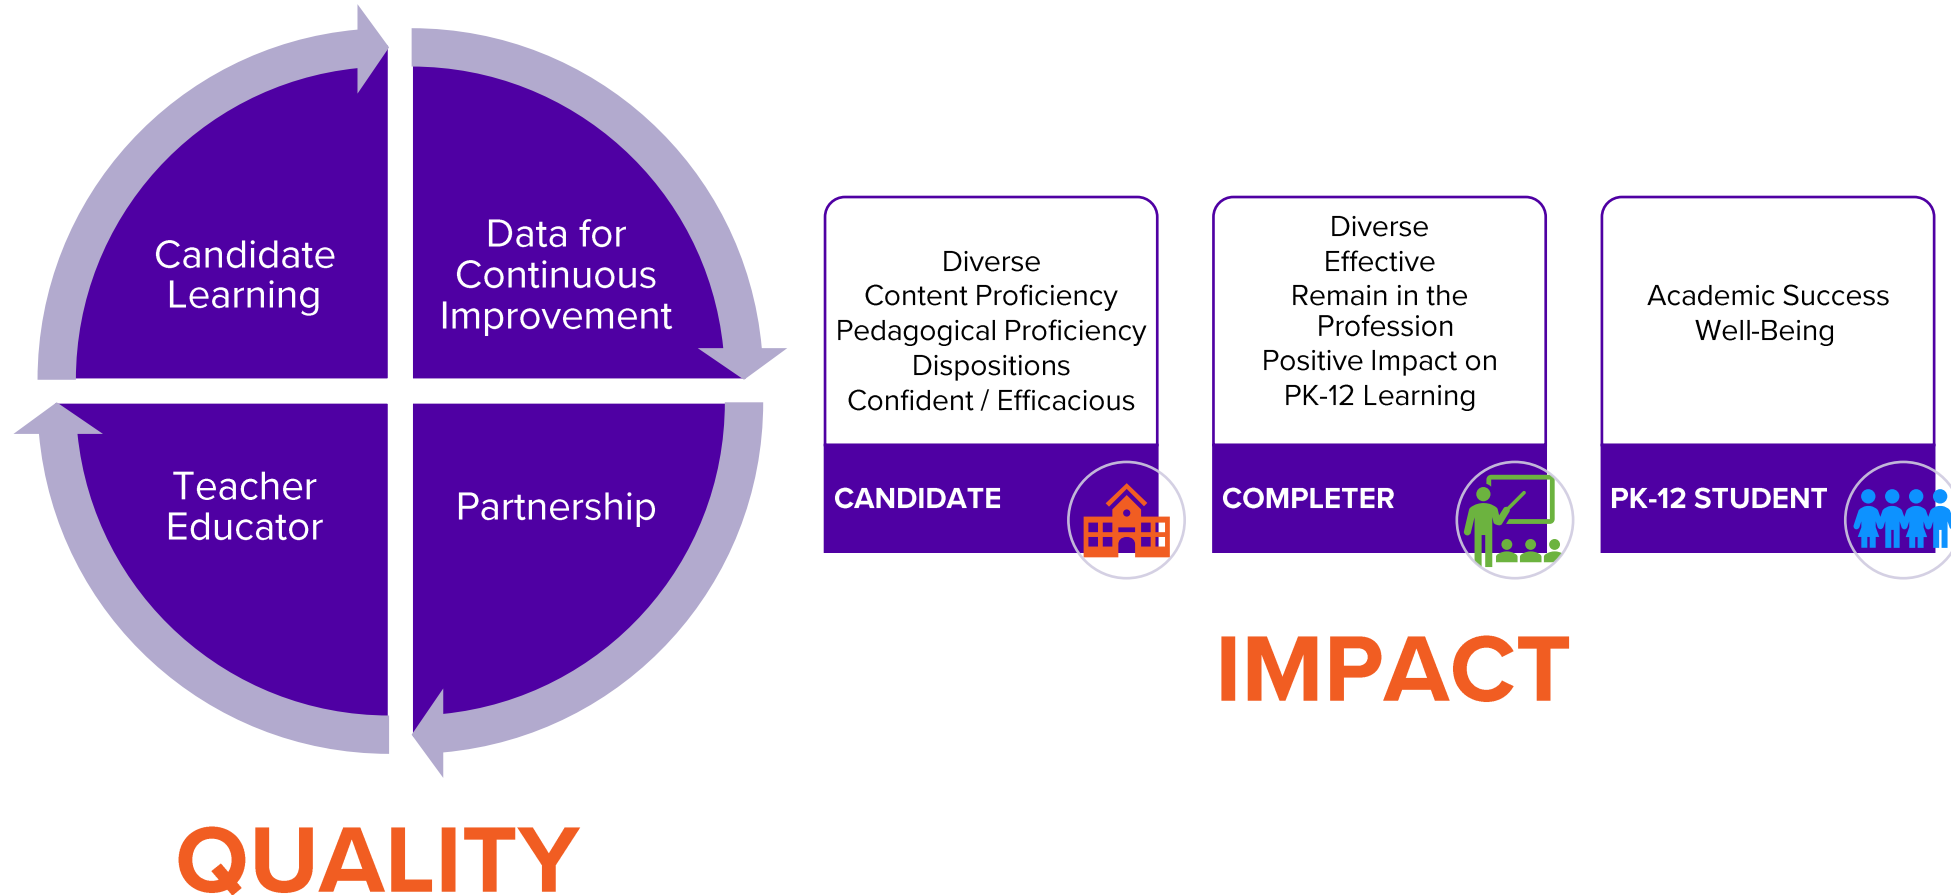 Candidate
Learning
Data for
Continuous
Improvement
Teacher
Educator
Partnership
QUALITY
Diverse
Content Proficiency
Pedagogical Proficiency
Dispositions
Confident / Efficacious
CANDIDATE
Diverse
Effective
Remain in the
Profession
Positive Impact on
PK-12 Learning
COMPLETER
Academic Success
Well-Being
PK-12 STUDENT
IMPACT